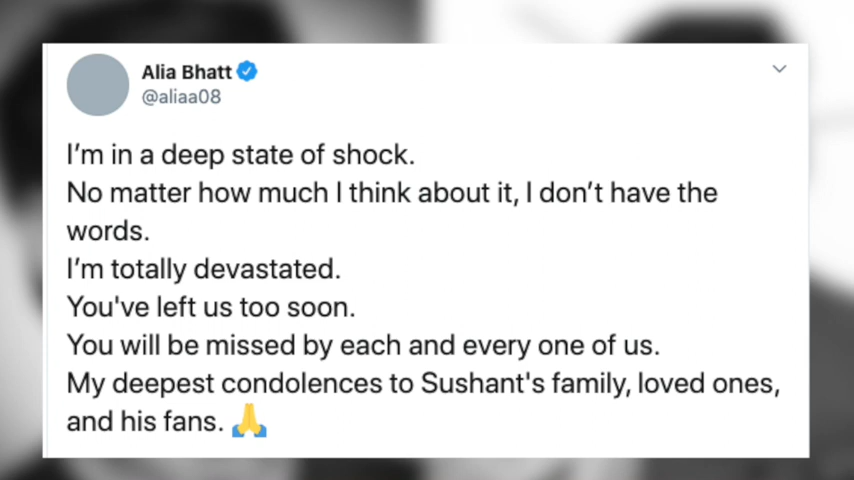 Alia Bhatt
@aliaa08
I’m in a deep state of shock.
No matter how much I think about it, I don’t have the
words.
I’m totally devastated.
You've left us too soon.
You will be missed by each and every one of us.
My deepest condolences to Sushant's family, loved ones,
and his fans. 🙏